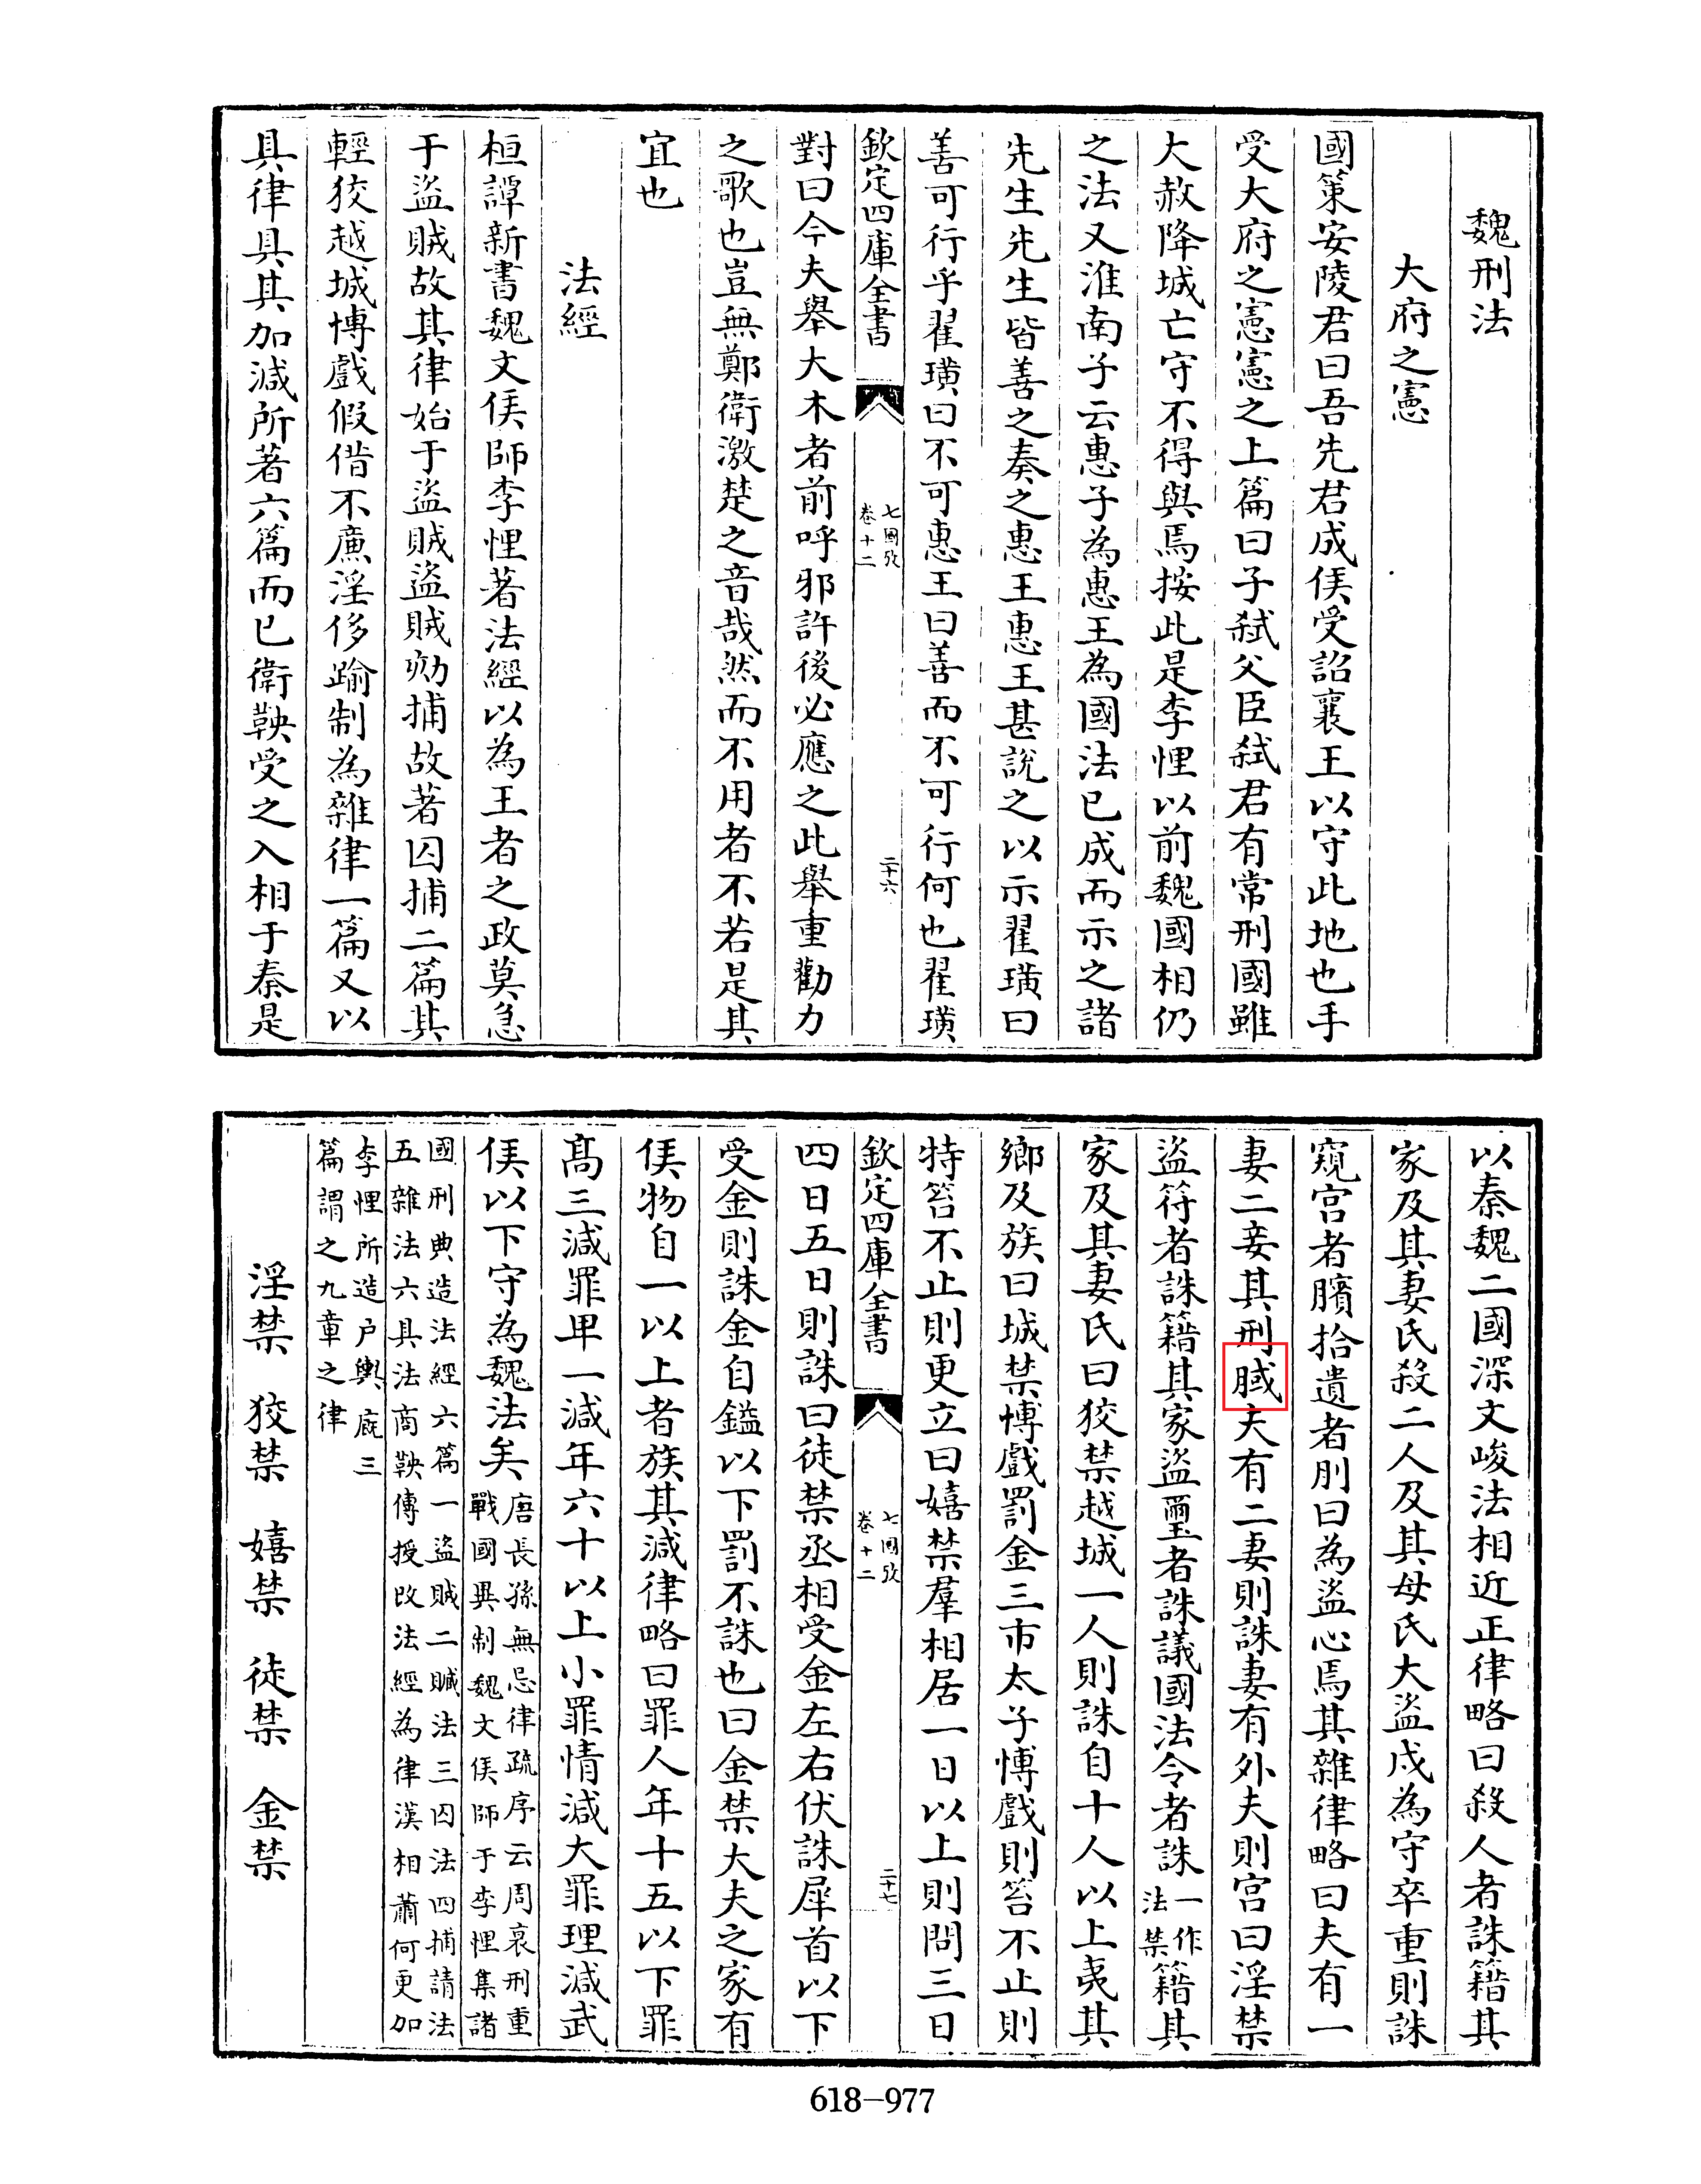 魏刑法
大府之憲
國策安陵君曰吾先君成侯受詔襄王以守此地也手
受大府之憲憲之上篇曰子弑父臣弑君有常刑國雖
大赦降城亡守不得與焉按此是李悝以前魏國相仍
之法又淮南子云惠子為惠王為國法已成而示之諸
先生先生皆善之奏之惠王惠王甚說之以示翟璜曰
善可行乎翟璜曰不可惠王曰善而不可行何也翟璜
欽定四庫全書
七國攷
卷十二
二十六
對曰今夫舉大木者前呼邪許後必應之此舉重勸力
之歌也豈無鄭衛激楚之音哉然而不用者不若是其
宜也
法經
桓譚新書魏文侯師李悝著法經以為王者之政莫急
于盜賊故其律始于盜賊盜賊須劾捕故著囚捕二篇其
輕狡越城博戲假借不廉淫侈踰制為雜律一篇又以
具律具其加減所著六篇而已衛鞅受之入相于秦是
以秦魏二國深文峻法相近正律略曰殺人者誅籍其
家及其妻氏殺二人及其母氏大盜戍為守卒重則誅
窺宮者臏拾遺者刖曰為盜心焉其雜律略曰夫有一
妻二妾其刑䏧夫有二妻則誅妻有外夫則宮曰淫禁
盜符者誅籍其家盜璽者誅議國法令者誅一作法禁籍其
家及其妻氏曰狡禁越城一人則誅自十人以上夷其
鄉及族曰城禁博戲罰金三市太子博戲則笞不止則
特笞不止則更立曰嬉禁羣相居一日以上則問三日
欽定四庫全書
七國攷
卷十二
二十七
四日五日則誅曰徒禁丞相受金左右伏誅犀首以下
受金則誅金自鎰以下罰不誅也曰金禁大夫之家有
侯物自一以上者族其減律略曰罪人年十五以下罪
高三減罪卑一減年六十以上小罪情減大罪理減武
侯以下守為魏法矣唐長孫無忌律疏序云周衰刑重
戰國異制魏文侯師于李悝集諸
國刑典造法經六篇一盜賊二贓法三囚法四捕請法
五雜法六具法商鞅傳授改法經為律漢相蕭何更加
李悝所造户輿廐三
篇謂之九章之律
淫禁　狡禁　嬉禁　徒禁　金禁
618-977